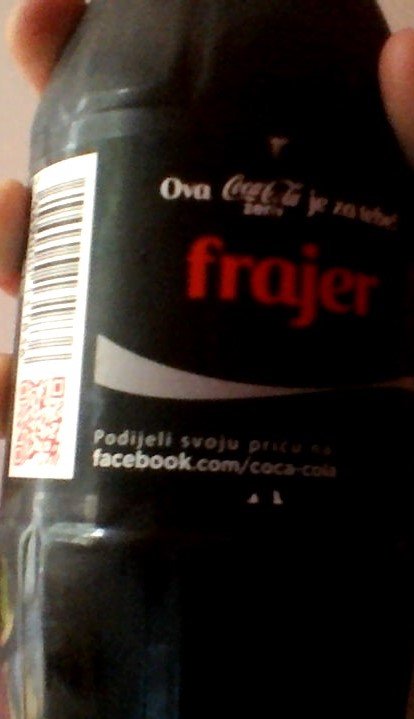 Ova Coca-Cola je za tebe
zero
frajer
Podijeli svoju priču na
facebook.com/coca-cola